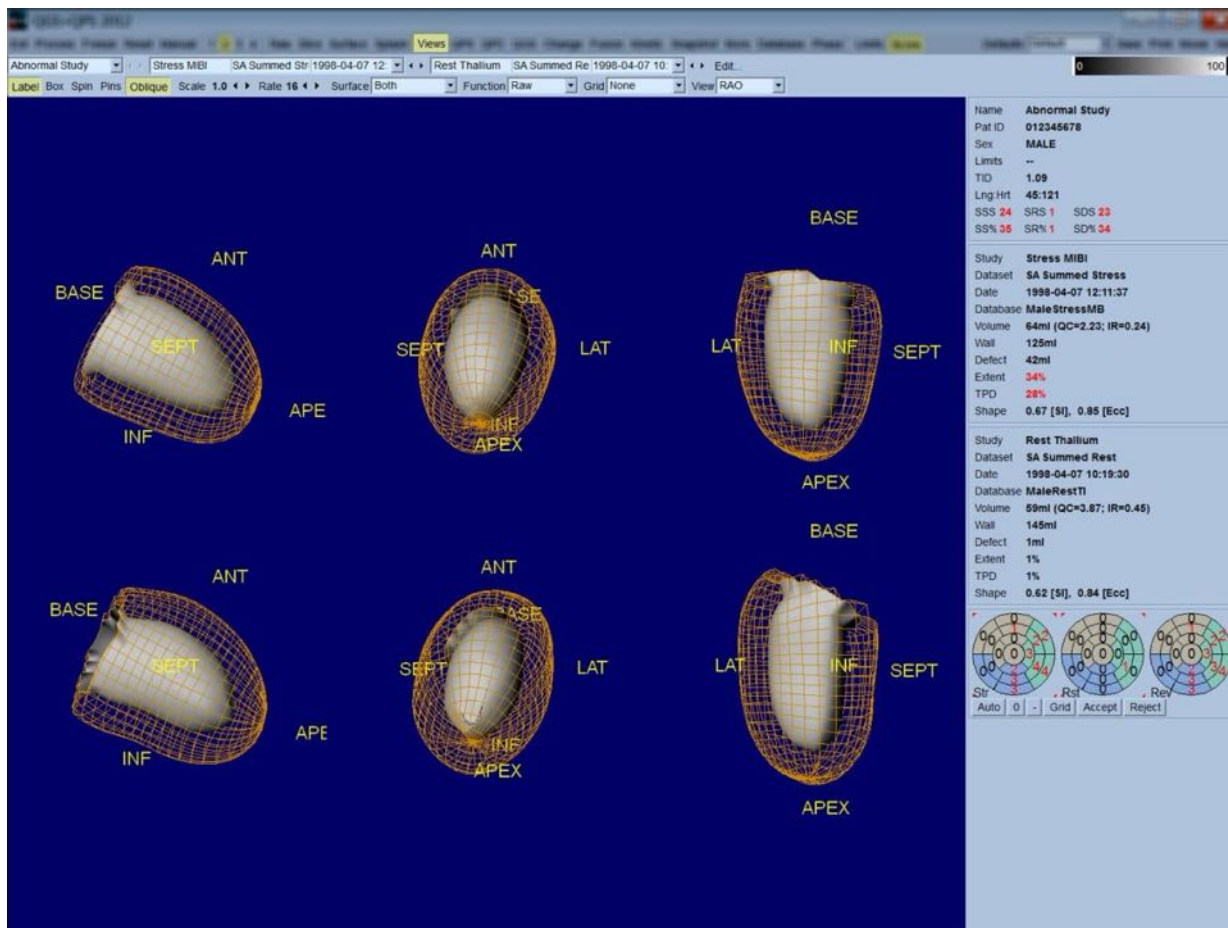 QGS+QPS 2012
Views
Abnormal Study Stress MIBI SA Summed Str 1998-04-07 12: Rest Thallium SA Summed Re 1998-04-07 10: Edit...
0 100
Label Box Spin Pins Oblique Scale 1.0 Rate 16 Surface Both Function Raw Grid None View RAO
BASE
ANT
ANT
BASE
SEPT
SEPT
LAT
LAT
INF
SEPT
APE
INF
INF
APEX
APEX
BASE
ANT
ANT
BASE
BASE
SEPT
SEPT
LAT
LAT
INF
SEPT
APE
INF
INF
APEX
APEX
Name Abnormal Study
Pat ID 012345678
Sex MALE
Limits --
TID 1.09
Lng:Hrt 45:121
SSS 24 SRS 1 SDS 23
SS% 35 SR% 1 SD% 34
Study Stress MIBI
Dataset SA Summed Stress
Date 1998-04-07 12:11:37
Database MaleStressMB
Volume 64ml (QC=2.23; IR=0.24)
Wall 125ml
Defect 42ml
Extent 34%
TPD 28%
Shape 0.67 [SI], 0.85 [Ecc]
Study Rest Thallium
Dataset SA Summed Rest
Date 1998-04-07 10:19:30
Database MaleRestTl
Volume 59ml (QC=3.87; IR=0.45)
Wall 145ml
Defect 1ml
Extent 1%
TPD 1%
Shape 0.62 [SI], 0.84 [Ecc]
Str Rst Rev
Auto 0 - Grid Accept Reject